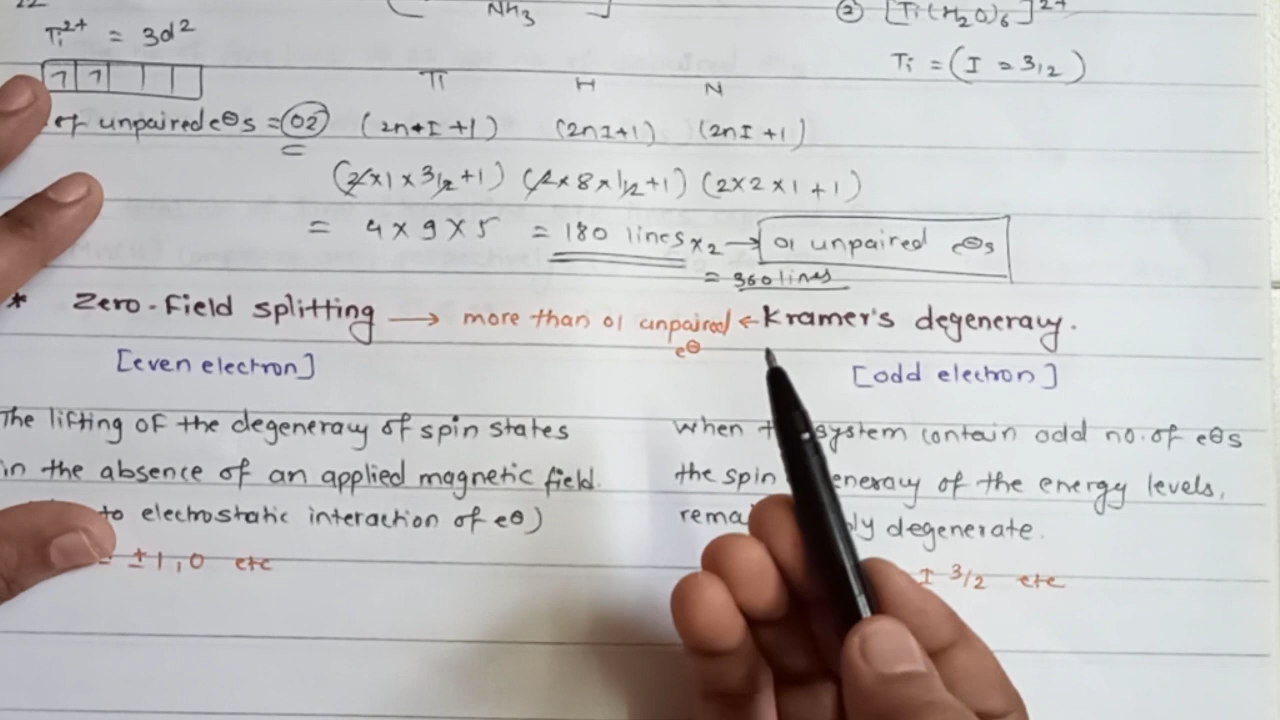 NH3
② [Ti(H2O)6]2+
Ti2+ = 3d2
Ti = (I = 3/2)
Ti H N
of unpaired e⊖s = 02 (2n+I+1) (2nI+1) (2nI+1)
(2×1×3/2+1) (2×8×1/2+1) (2×2×1+1)
= 4×9×5 = 180 lines ×2 → 01 unpaired e⊖s
= 360 lines
* Zero-Field splitting → more than 01 unpaired e⊖ ← Kramer's degeneracy.
[even electron] [odd electron]
The lifting of the degeneracy of spin states
in the absence of an applied magnetic field.
to electrostatic interaction of e⊖)
± 1, 0 etc
When system contain odd no. of e⊖s
the spin of the energy levels,
degenerate.
± 3/2 etc